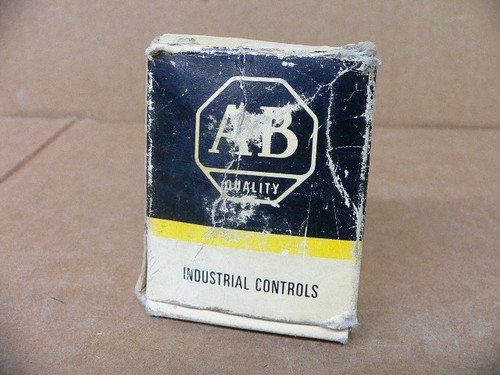 AB
QUALITY
INDUSTRIAL CONTROLS